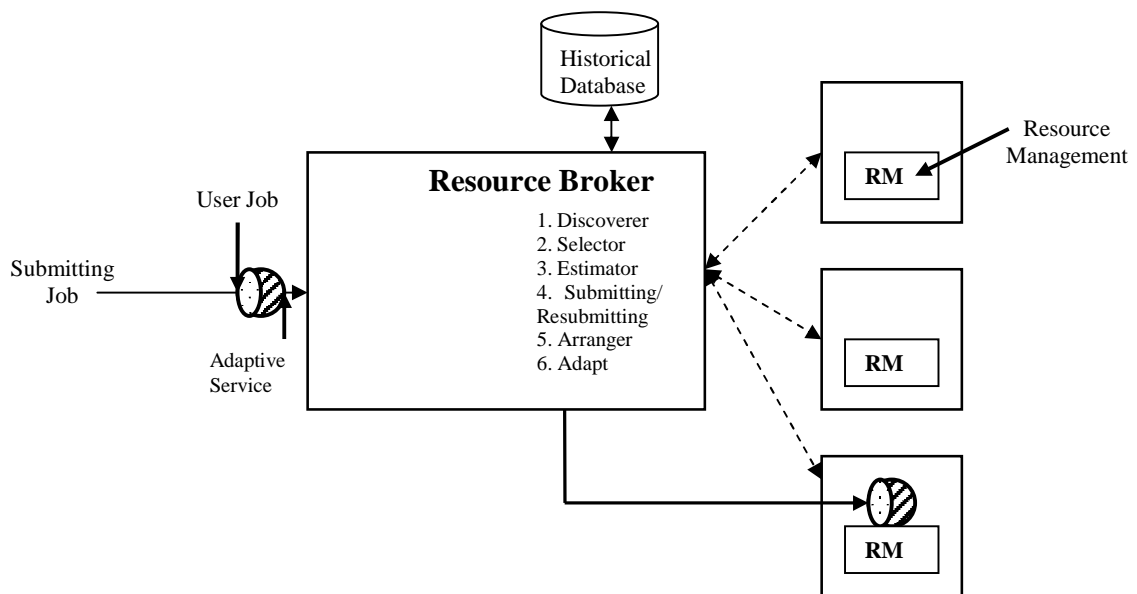 Historical
Database
Resource
Management
RM
Resource Broker
User Job
1. Discoverer
2. Selector
3. Estimator
4. Submitting/
Resubmitting
5. Arranger
6. Adapt
Submitting
Job
Adaptive
Service
RM
RM